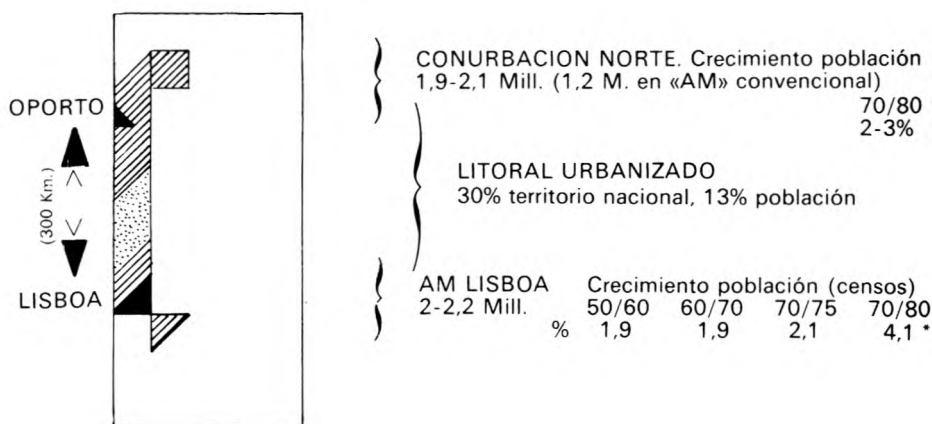 CONURBACION NORTE. Crecimiento población
1,9-2,1 Mill. (1,2 M. en «AM» convencional)
70/80
2-3%
OPORTO
(300 Km.)
LITORAL URBANIZADO
30% territorio nacional, 13% población
LISBOA
AM LISBOA Crecimiento población (censos)
2-2,2 Mill. 50/60 60/70 70/75 70/80
% 1,9 1,9 2,1 4,1 *